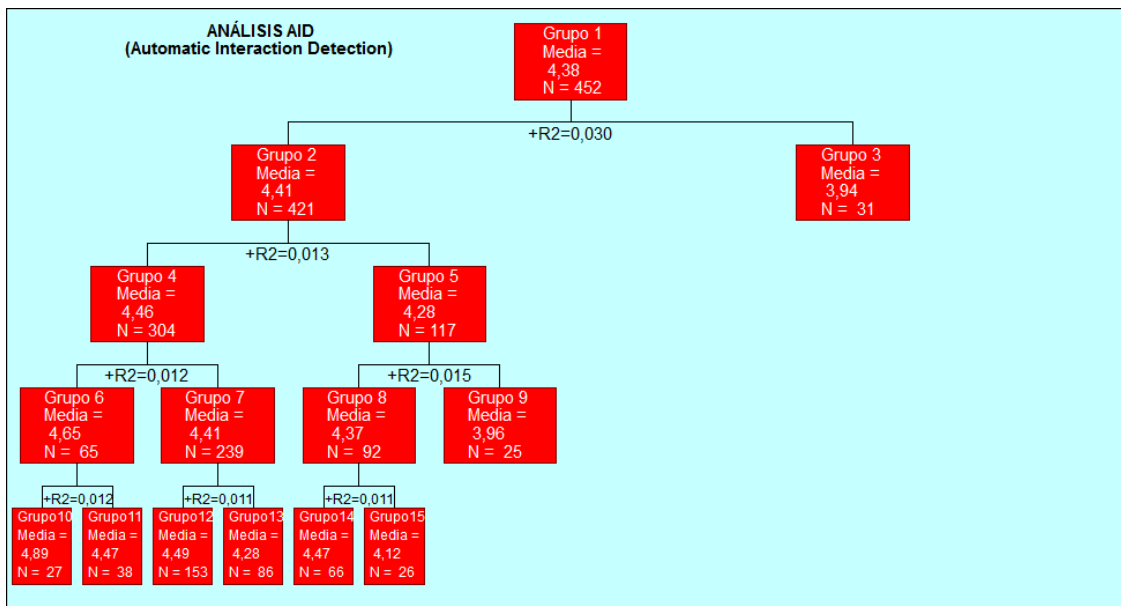 ANÁLISIS AID
(Automatic Interaction Detection)
Grupo 1
Media =
4,38
N = 452
+R2=0,030
Grupo 2
Media =
4,41
N = 421
Grupo 3
Media =
3,94
N =  31
+R2=0,013
Grupo 4
Media =
4,46
N = 304
Grupo 5
Media =
4,28
N = 117
+R2=0,012
+R2=0,015
Grupo 6
Media =
4,65
N =  65
Grupo 7
Media =
4,41
N = 239
Grupo 8
Media =
4,37
N =  92
Grupo 9
Media =
3,96
N =  25
+R2=0,012
+R2=0,011
+R2=0,011
Grupo10
Media =
4,89
N =  27
Grupo11
Media =
4,47
N =  38
Grupo12
Media =
4,49
N = 153
Grupo13
Media =
4,28
N =  86
Grupo14
Media =
4,47
N =  66
Grupo15
Media =
4,12
N =  26